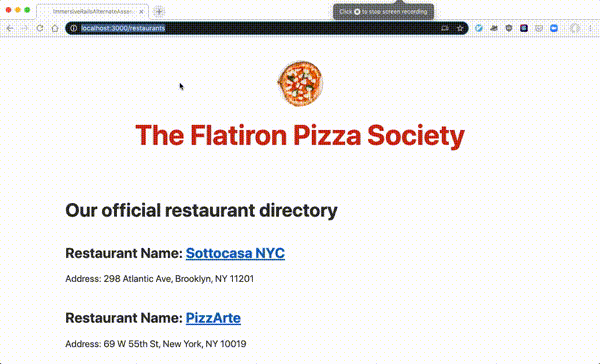 ImmersiveRailsAlternateAssess
Click to stop screen recording
localhost:3000/restaurants
The Flatiron Pizza Society
Our official restaurant directory
Restaurant Name: Sottocasa NYC
Address: 298 Atlantic Ave, Brooklyn, NY 11201
Restaurant Name: PizzArte
Address: 69 W 55th St, New York, NY 10019